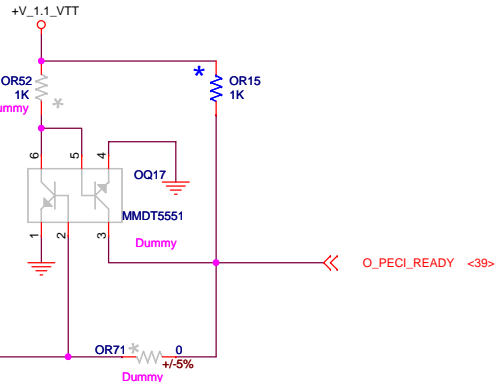 +V_1.1_VTT
OR52
1K
ummy
*
*
OR15
1K
6
5
4
OQ17
MMDT5551
1
2
3
Dummy
O_PECI_READY <39>
OR71
*
0
+/-5%
Dummy